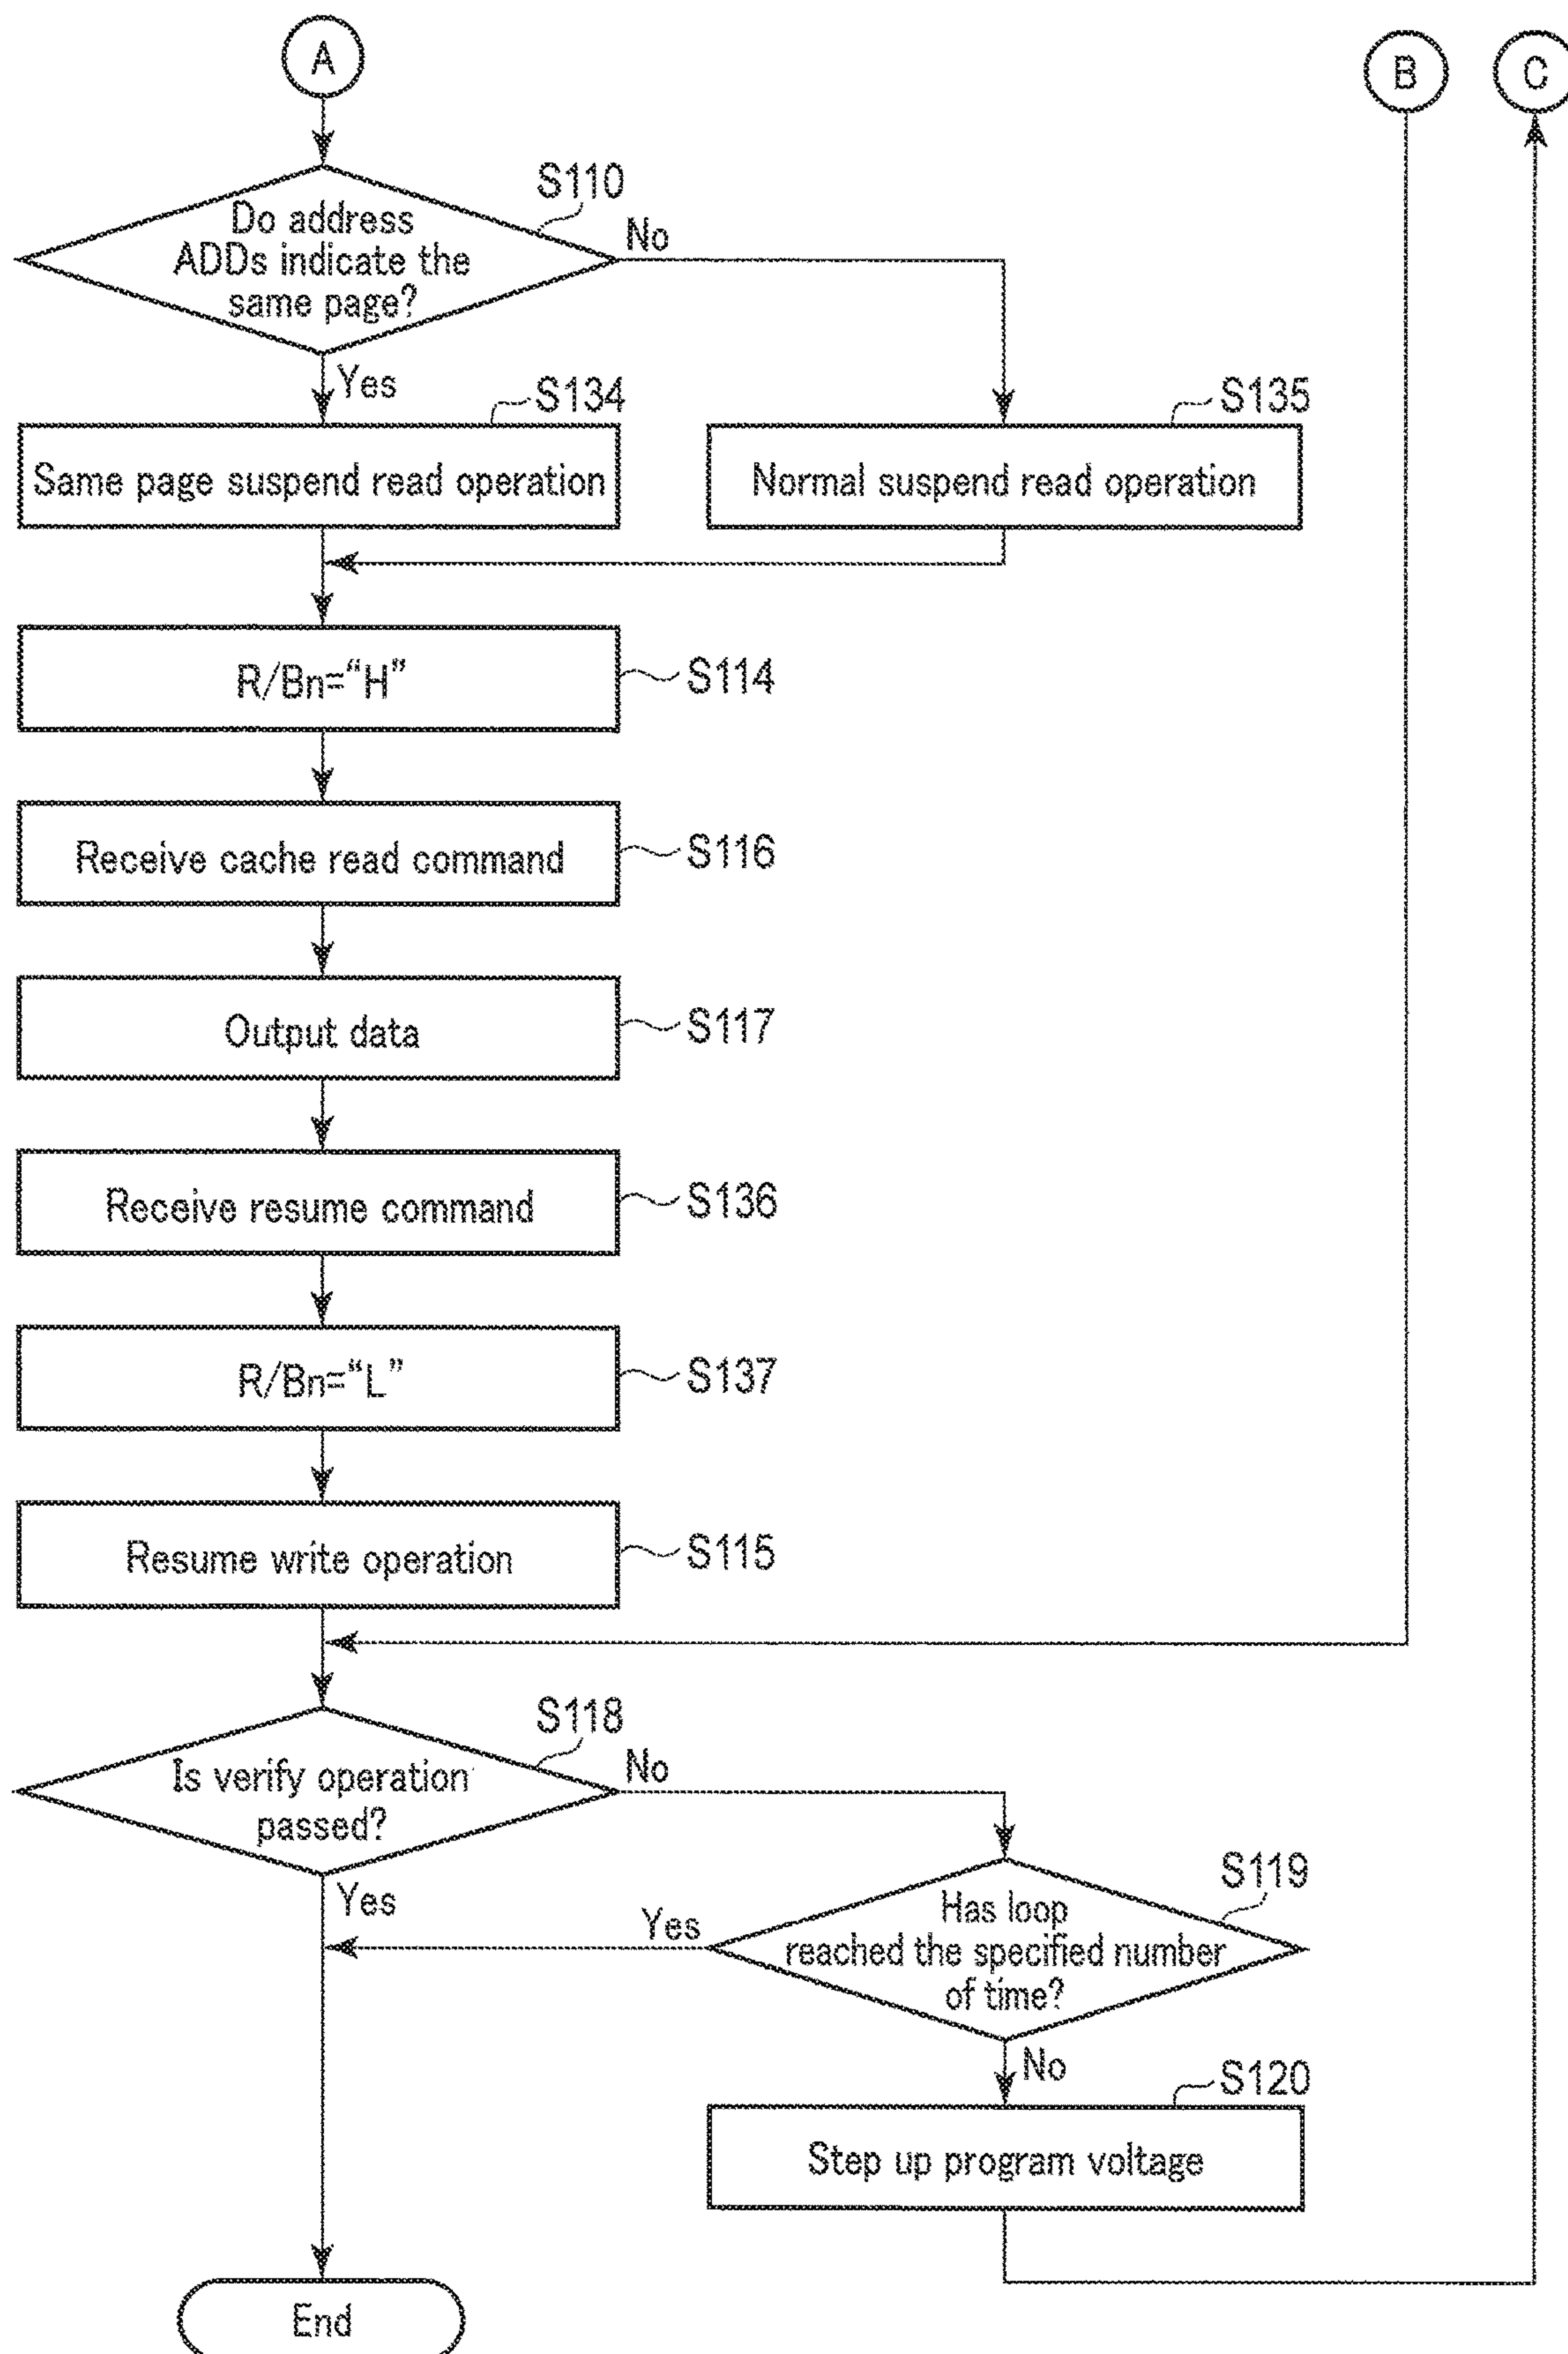 A
B
C
S110
Do address
ADDs indicate the
same page?
No
Yes
S134
S135
Same page suspend read operation
Normal suspend read operation
R/Bn=“H”
S114
Receive cache read command
S116
Output data
S117
Receive resume command
S136
R/Bn=“L”
S137
Resume write operation
S115
S118
Is verify operation
passed?
No
Yes
S119
Has loop
reached the specified number
of time?
Yes
No
S120
Step up program voltage
End